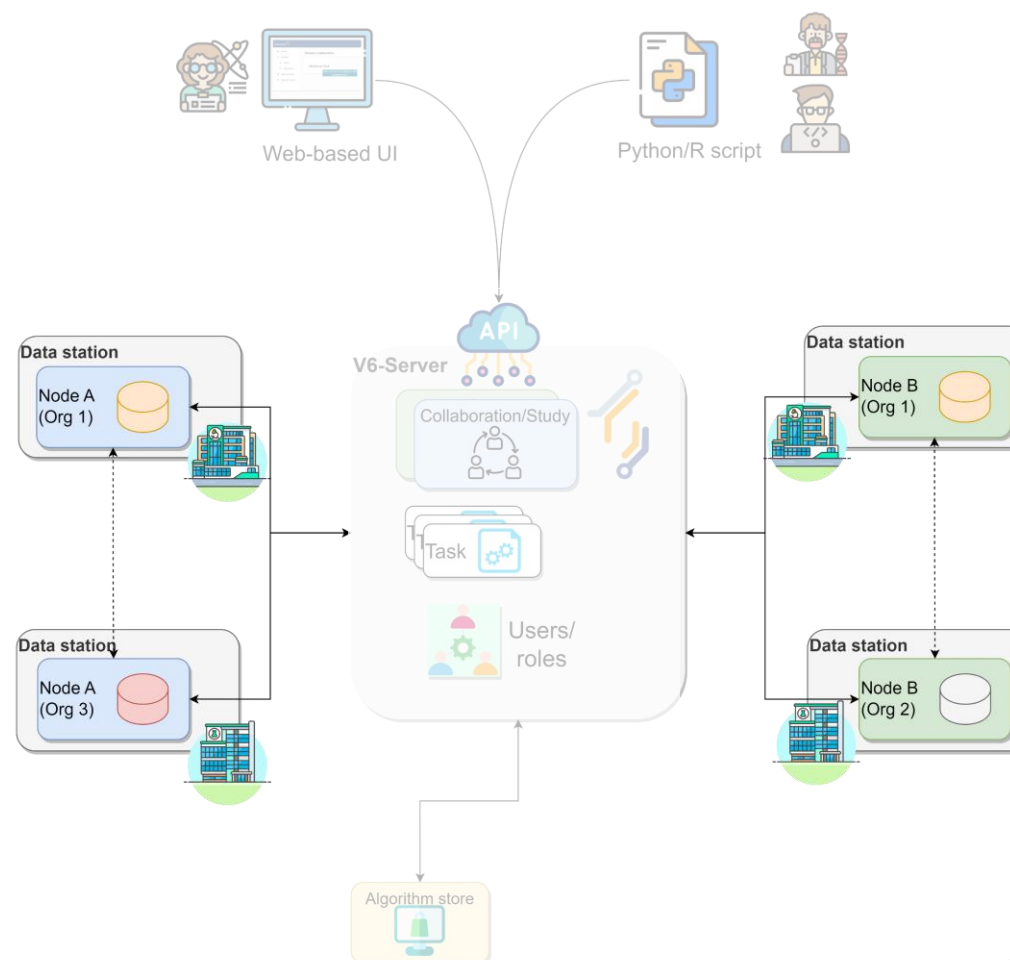 Web-based UI
Python/R script
API
V6-Server
Collaboration/Study
Task
Users/
roles
Data station
Node A
(Org 1)
Data station
Node A
(Org 3)
Data station
Node B
(Org 1)
Data station
Node B
(Org 2)
Algorithm store